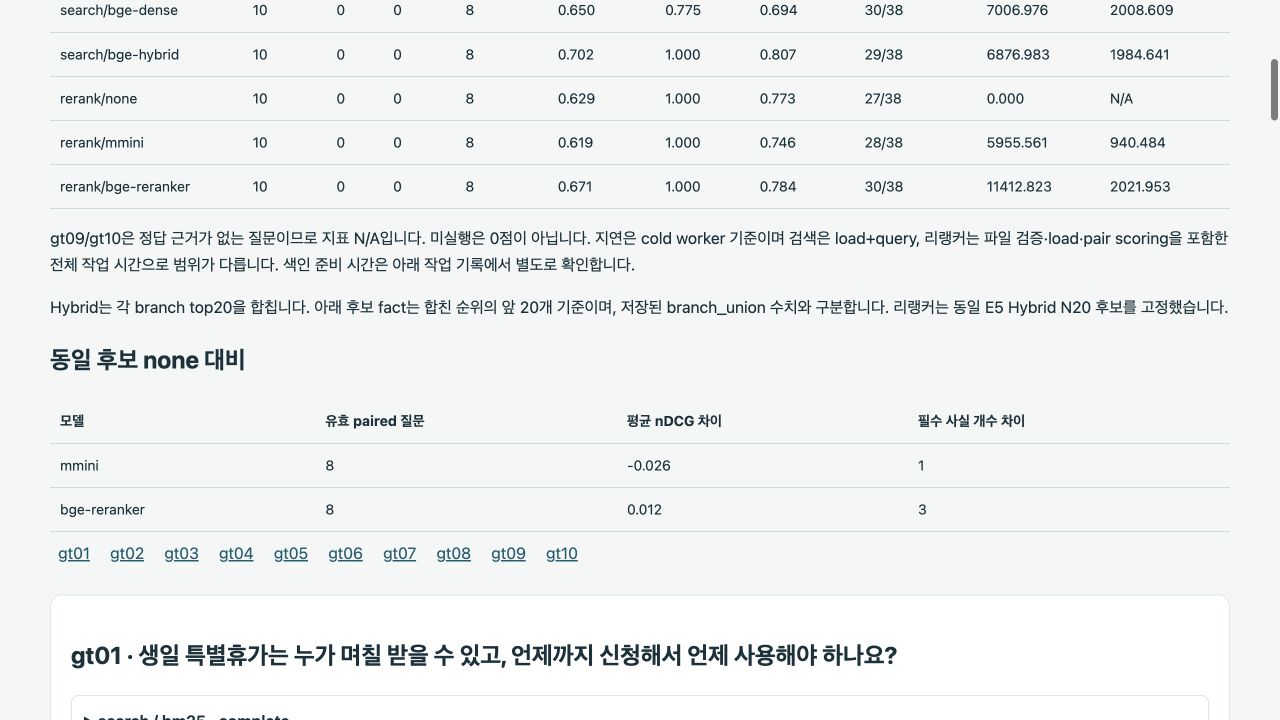 search/bge-dense 10 0 0 8 0.650 0.775 0.694 30/38 7006.976 2008.609
search/bge-hybrid 10 0 0 8 0.702 1.000 0.807 29/38 6876.983 1984.641
rerank/none 10 0 0 8 0.629 1.000 0.773 27/38 0.000 N/A
rerank/mmini 10 0 0 8 0.619 1.000 0.746 28/38 5955.561 940.484
rerank/bge-reranker 10 0 0 8 0.671 1.000 0.784 30/38 11412.823 2021.953
gt09/gt10은 정답 근거가 없는 질문이므로 지표 N/A입니다. 미실행은 0점이 아닙니다. 지연은 cold worker 기준이며 검색은 load+query, 리랭커는 파일 검증·load·pair scoring을 포함한
전체 작업 시간으로 범위가 다릅니다. 색인 준비 시간은 아래 작업 기록에서 별도로 확인합니다.
Hybrid는 각 branch top20을 합칩니다. 아래 후보 fact는 합친 순위의 앞 20개 기준이며, 저장된 branch_union 수치와 구분합니다. 리랭커는 동일 E5 Hybrid N20 후보를 고정했습니다.
동일 후보 none 대비
모델 유효 paired 질문 평균 nDCG 차이 필수 사실 개수 차이
mmini 8 -0.026 1
bge-reranker 8 0.012 3
gt01 gt02 gt03 gt04 gt05 gt06 gt07 gt08 gt09 gt10
gt01 · 생일 특별휴가는 누가 며칠 받을 수 있고, 언제까지 신청해서 언제 사용해야 하나요?
▶ search / bm25 · complete